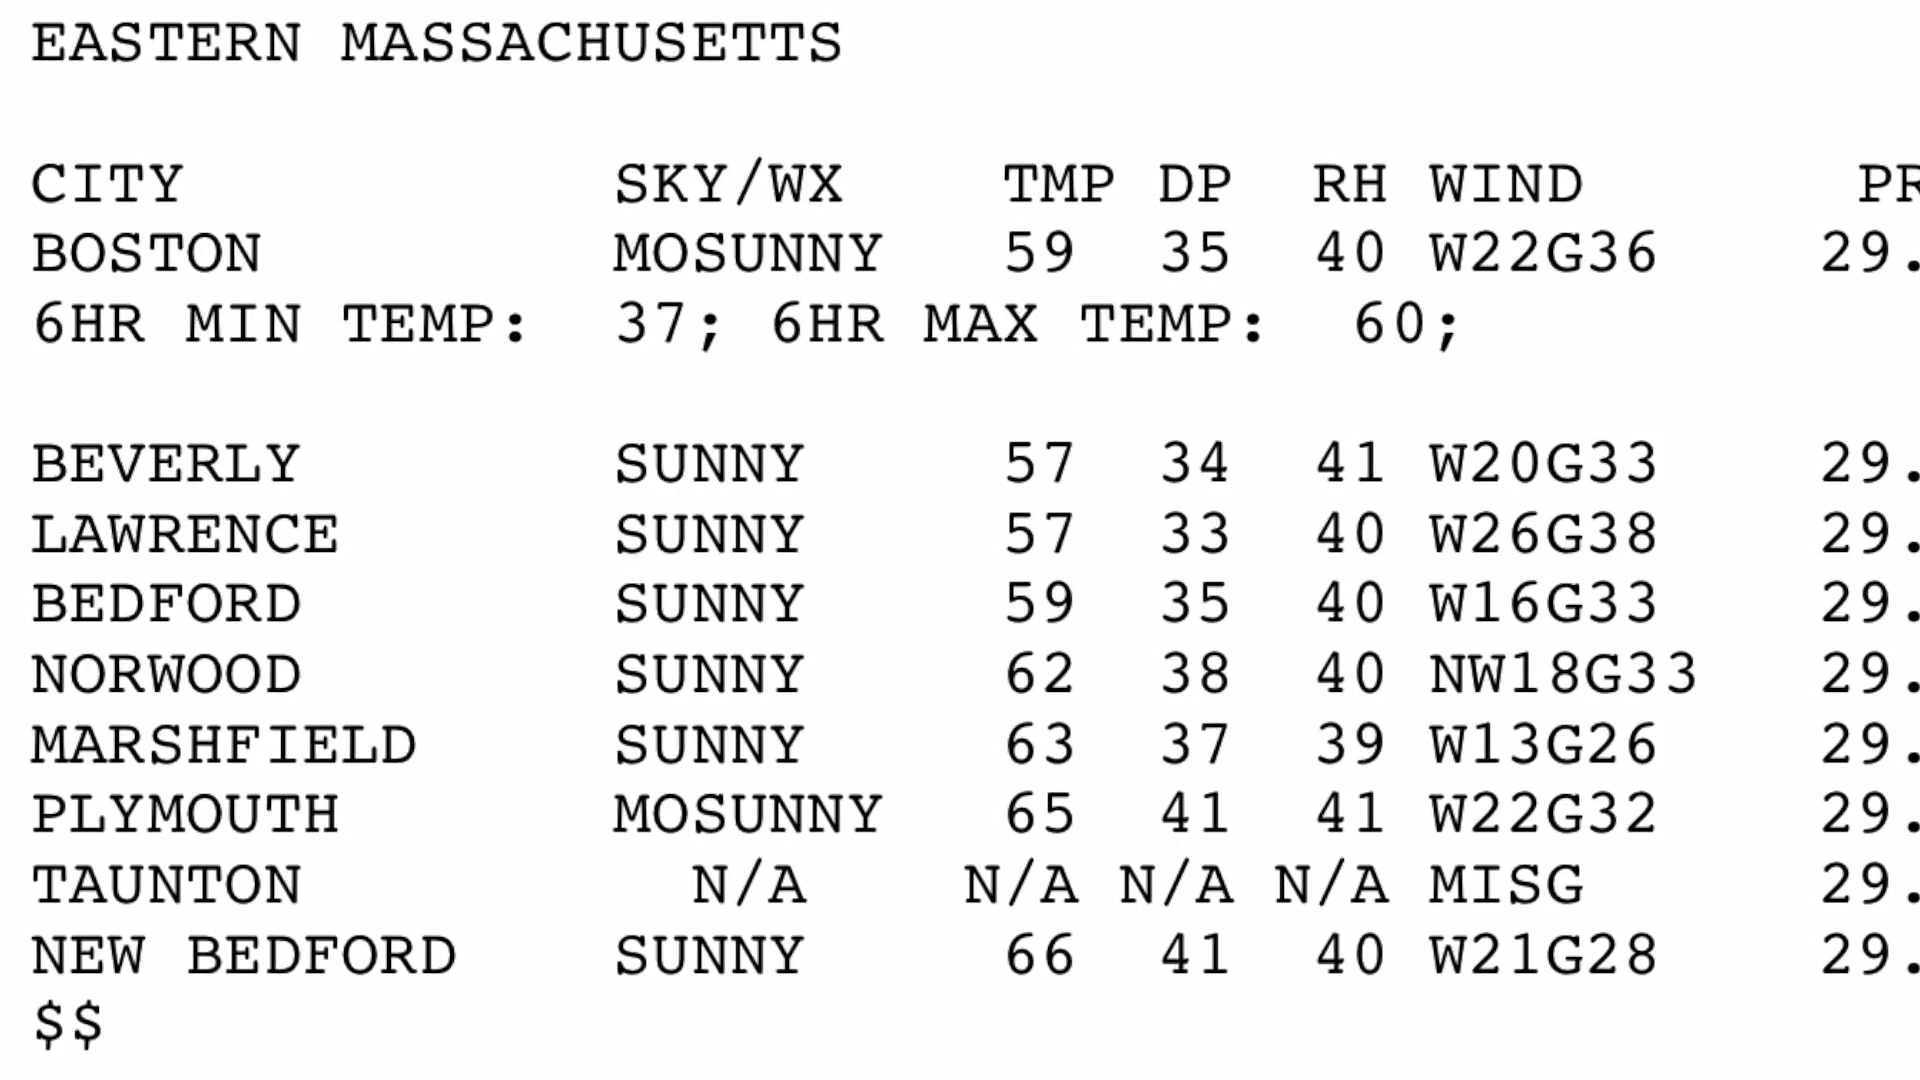 EASTERN MASSACHUSETTS
CITY SKY/WX TMP DP RH WIND PR
BOSTON MOSUNNY 59 35 40 W22G36 29.
6HR MIN TEMP: 37; 6HR MAX TEMP: 60;
BEVERLY SUNNY 57 34 41 W20G33 29.
LAWRENCE SUNNY 57 33 40 W26G38 29.
BEDFORD SUNNY 59 35 40 W16G33 29.
NORWOOD SUNNY 62 38 40 NW18G33 29.
MARSHFIELD SUNNY 63 37 39 W13G26 29.
PLYMOUTH MOSUNNY 65 41 41 W22G32 29.
TAUNTON N/A N/A N/A N/A MISG 29.
NEW BEDFORD SUNNY 66 41 40 W21G28 29.
$$